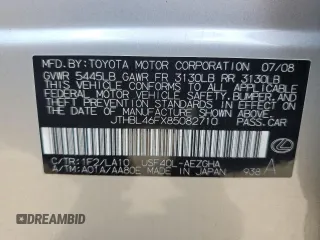 MFD. BY: TOYOTA MOTOR CORPORATION 07/08
GVWR 5445LB GAWR FR 3130LB RR 3130LB
THIS VEHICLE CONFORMS TO ALL APPLICABLE
FEDERAL MOTOR VEHICLE SAFETY, BUMPER, AND
THEFT PREVENTION STANDARDS IN EFFECT ON
THE DATE OF MANUFACTURE SHOWN ABOVE.
JTHBL46FX85082710 PASS. CAR
C/TR: 1F2/LA10 USF40L-AEZGHA
A/TM: A01A/AA80E MADE IN JAPAN 938 A